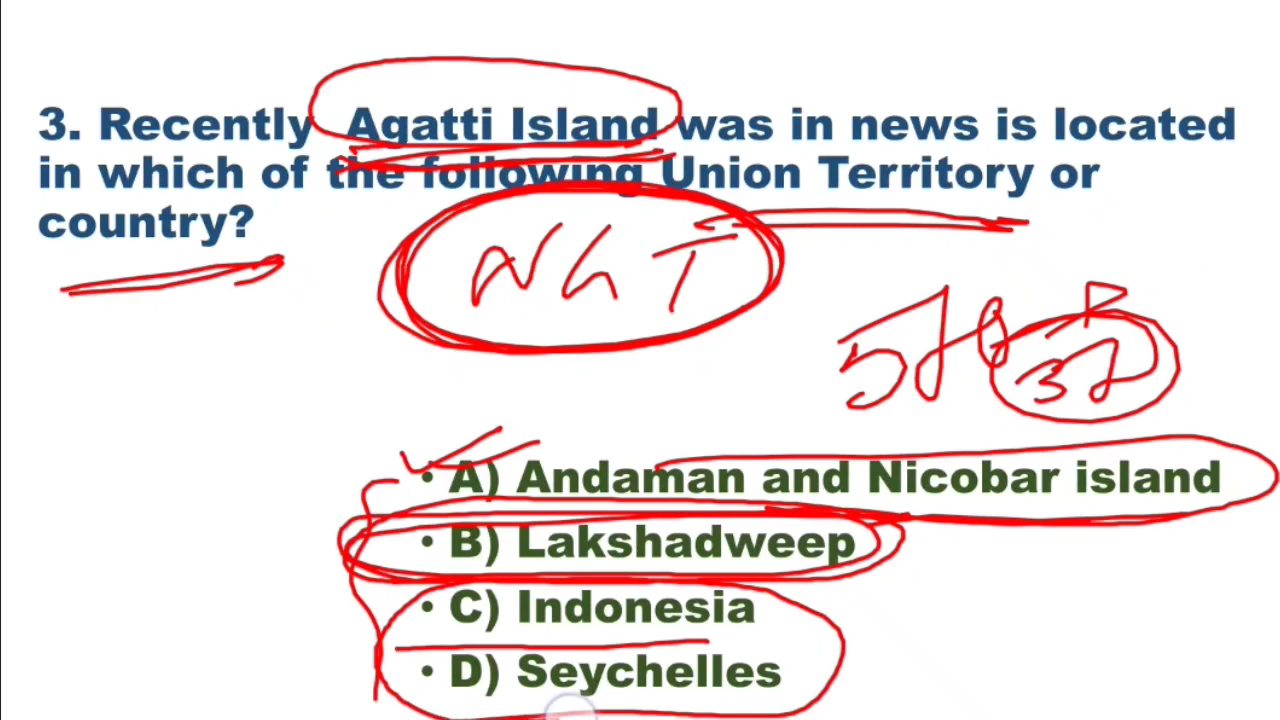 3. Recently Agatti Island was in news is located
in which of the following Union Territory or
country?
NGT
• A) Andaman and Nicobar island
• B) Lakshadweep
• C) Indonesia
• D) Seychelles